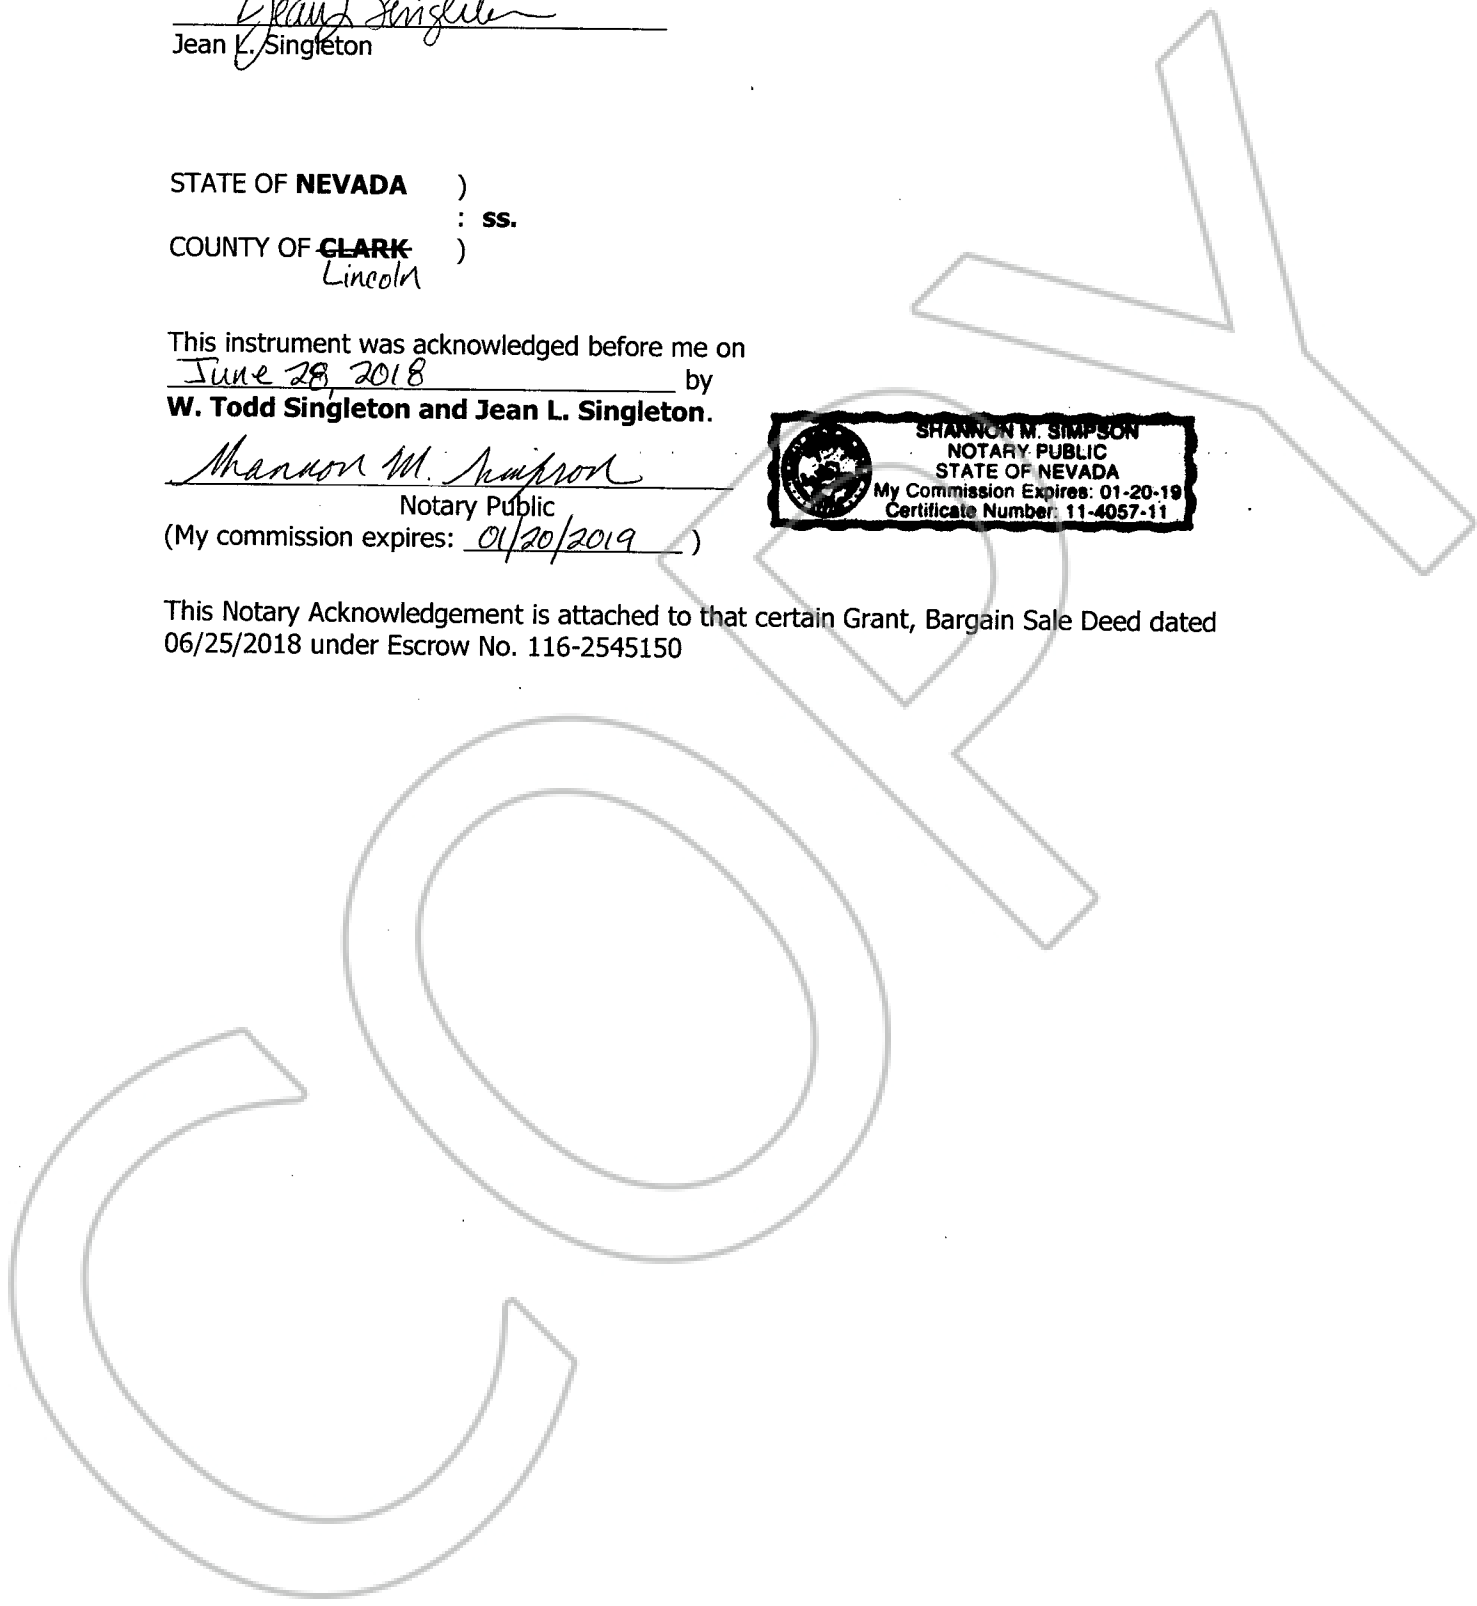 Jean L. Singleton
Jean L. Singleton
STATE OF NEVADA )
: ss.
COUNTY OF CLARK )
Lincoln
This instrument was acknowledged before me on
June 28, 2018 by
W. Todd Singleton and Jean L. Singleton.
Shannon M. Simpson
Notary Public
(My commission expires: 01/20/2019 )
SHANNON M. SIMPSON
NOTARY PUBLIC
STATE OF NEVADA
My Commission Expires: 01-20-19
Certificate Number: 11-4057-11
This Notary Acknowledgement is attached to that certain Grant, Bargain Sale Deed dated
06/25/2018 under Escrow No. 116-2545150
COPY